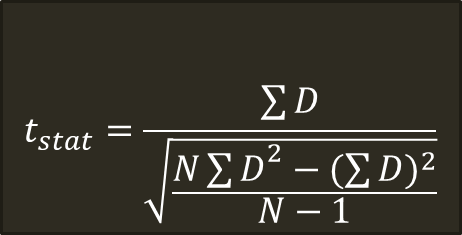 t_stat = ∑ D / √((N ∑ D² − (∑ D)²) / (N − 1))